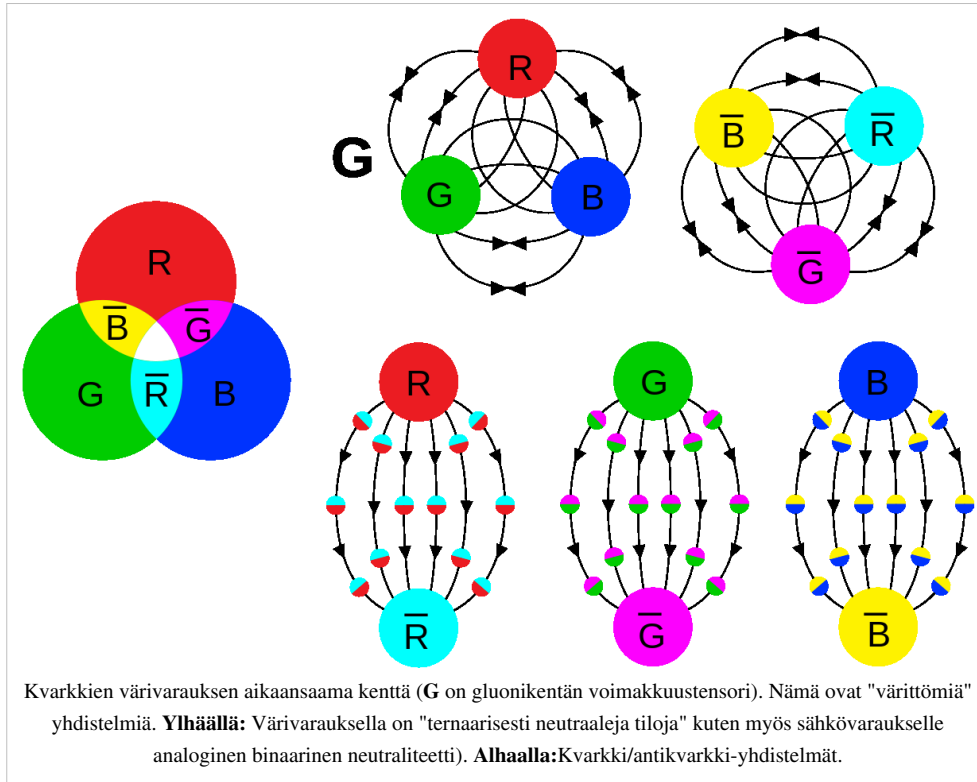 R
G
G
B
B̅
R̅
G̅
R
B̅
G̅
G
R̅
B
R
G
B
R̅
G̅
B̅
Kvarkkien värivarauksen aikaansaama kenttä (G on gluonikentän voimakkuustensori). Nämä ovat "värittömiä"
yhdistelmiä. Ylhäällä: Värivarauksella on "ternaarisesti neutraaleja tiloja" kuten myös sähkövaraukselle
analoginen binaarinen neutraliteetti). Alhaalla:Kvarkki/antikvarkki-yhdistelmät.